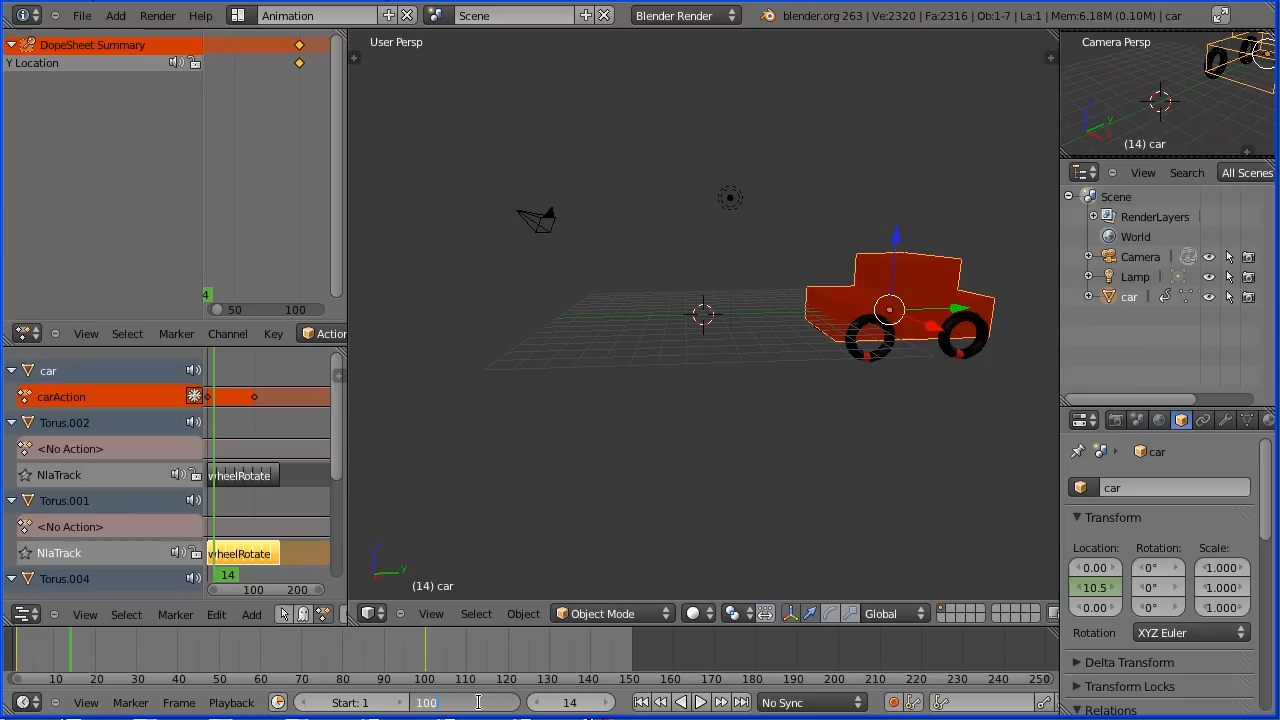 File Add Render Help Animation Scene Blender Render blender.org 263 | Ve:2320 | Fa:2316 | Ob:1-7 | La:1 | Mem:6.18M (0.10M) | car
DopeSheet Summary
Y Location
4
50 100
View Select Marker Channel Key Action
car
carAction
Torus.002
<No Action>
NlaTrack wheelRotate
Torus.001
<No Action>
NlaTrack wheelRotate
Torus.004
14
100 200
View Select Marker Edit Add
User Persp
y
(14) car
View Select Object Object Mode Global
Camera Persp
y
x
(14) car
View Search All Scenes
Scene
RenderLayers
World
Camera
Lamp
car
car
car
Transform
Location: Rotation: Scale:
0.00 0° 1.000
10.5 0° 1.000
0.00 0° 1.000
Rotation XYZ Euler
Delta Transform
Transform Locks
Relations
10 20 30 40 50 60 70 80 90 100 110 120 130 140 150 160 170 180 190 200 210 220 230 240 250
View Marker Frame Playback Start: 1 100 14 No Sync